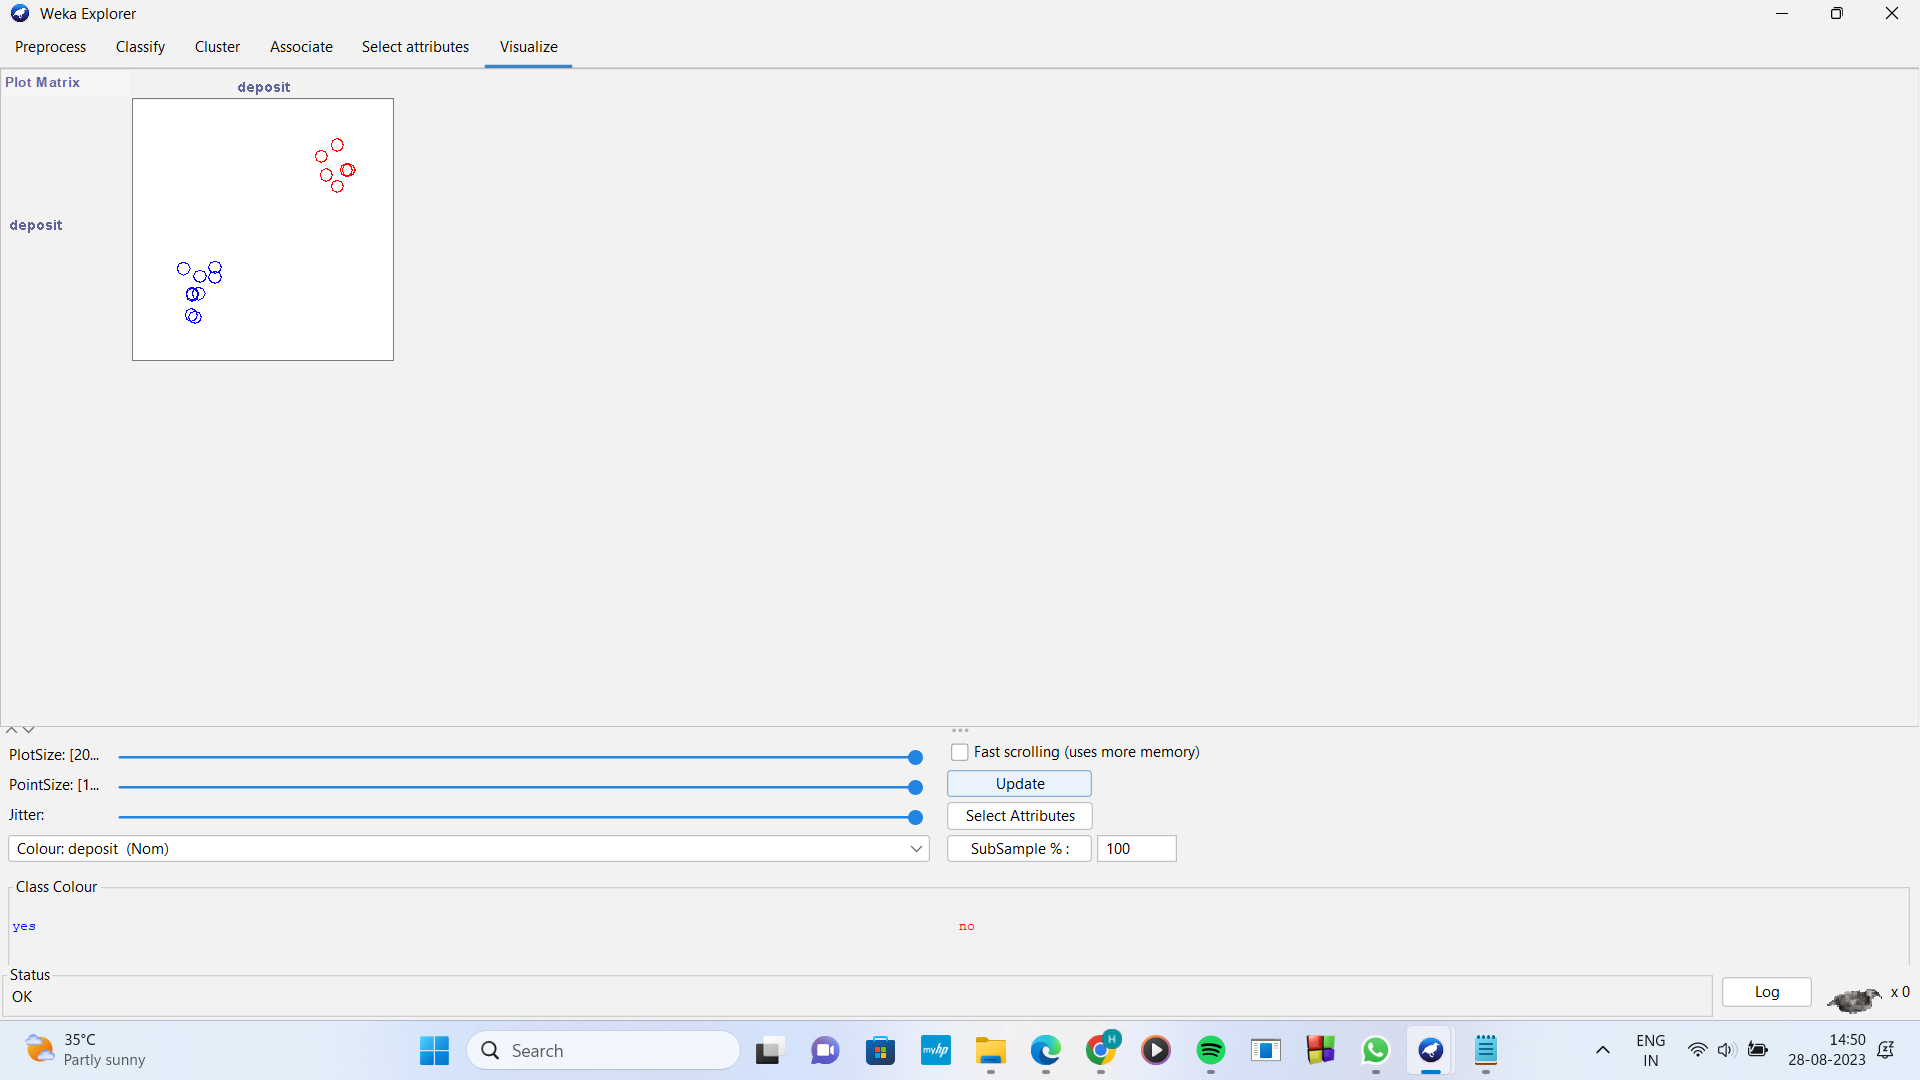 Weka Explorer
Preprocess Classify Cluster Associate Select attributes Visualize
Plot Matrix
deposit
deposit
PlotSize: [20...
Fast scrolling (uses more memory)
PointSize: [1...
Update
Jitter:
Select Attributes
Colour: deposit (Nom)
SubSample % :
100
Class Colour
yes
no
Status
OK
Log
x 0
35°C
Partly sunny
Search
myhp
H
ENG
IN
14:50
28-08-2023